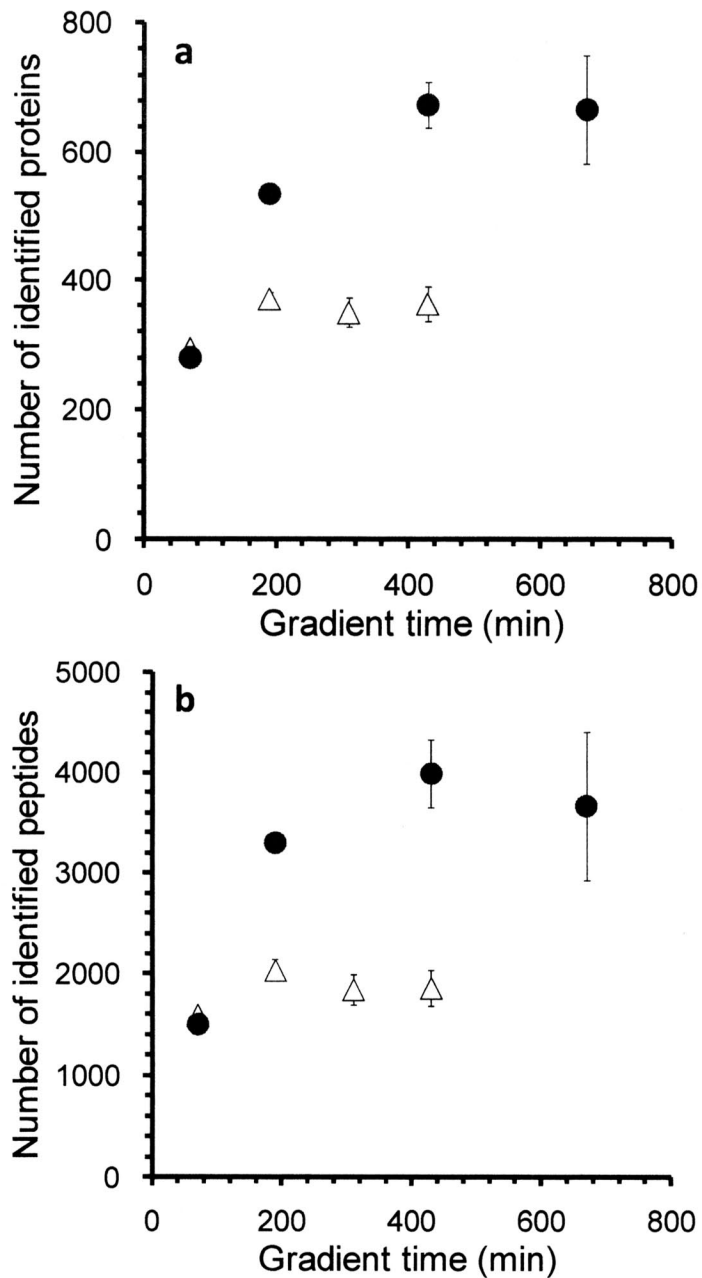 a
Number of identified proteins
800
600
400
200
0
0 200 400 600 800
Gradient time (min)
b
Number of identified peptides
5000
4000
3000
2000
1000
0
0 200 400 600 800
Gradient time (min)